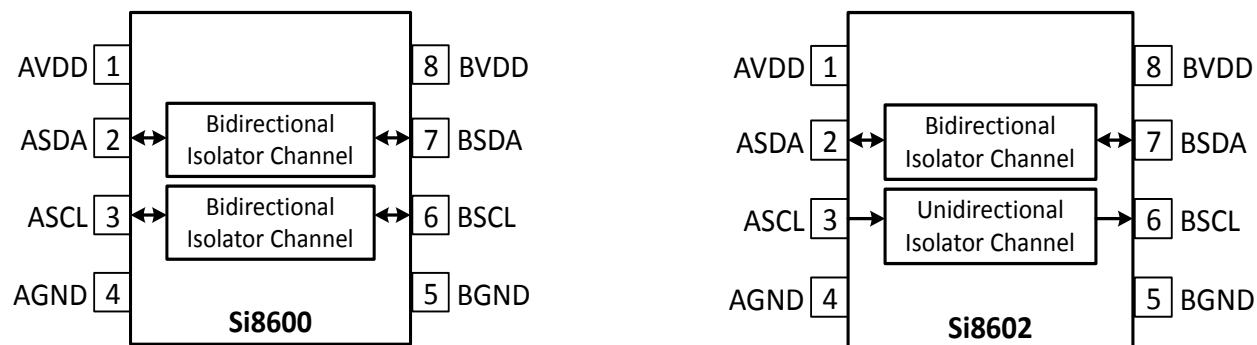 AVDD 1
8 BVDD
Bidirectional
Isolator Channel
ASDA 2
7 BSDA
Bidirectional
Isolator Channel
ASCL 3
6 BSCL
AGND 4
5 BGND
Si8600
AVDD 1
8 BVDD
Bidirectional
Isolator Channel
ASDA 2
7 BSDA
Unidirectional
Isolator Channel
ASCL 3
6 BSCL
AGND 4
5 BGND
Si8602